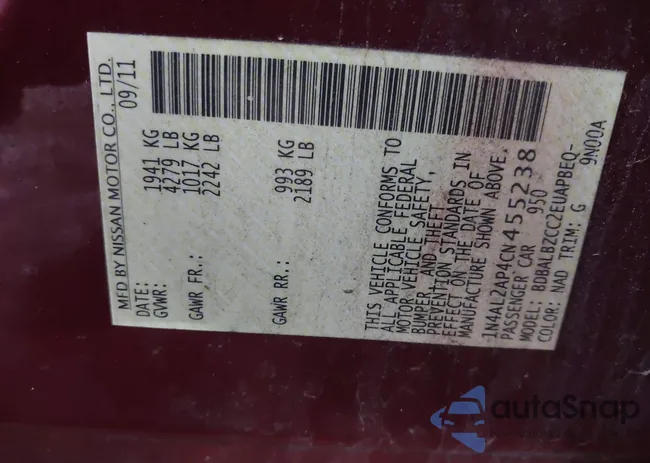 MFD BY NISSAN MOTOR CO., LTD.
DATE: 09/11
GVWR: 1941 KG
4279 LB
GAWR FR.: 1017 KG
2242 LB
GAWR RR.: 993 KG
2189 LB
THIS VEHICLE CONFORMS TO
ALL APPLICABLE FEDERAL
MOTOR VEHICLE SAFETY,
BUMPER, AND THEFT
PREVENTION STANDARDS IN
EFFECT ON THE DATE OF
MANUFACTURE SHOWN ABOVE.
1N4AL2AP4CN455238
PASSENGER CAR 950
MODEL: BDBALBZCC2EUAPBEQ-
COLOR: NAD TRIM: G 9N00A
autoSnap